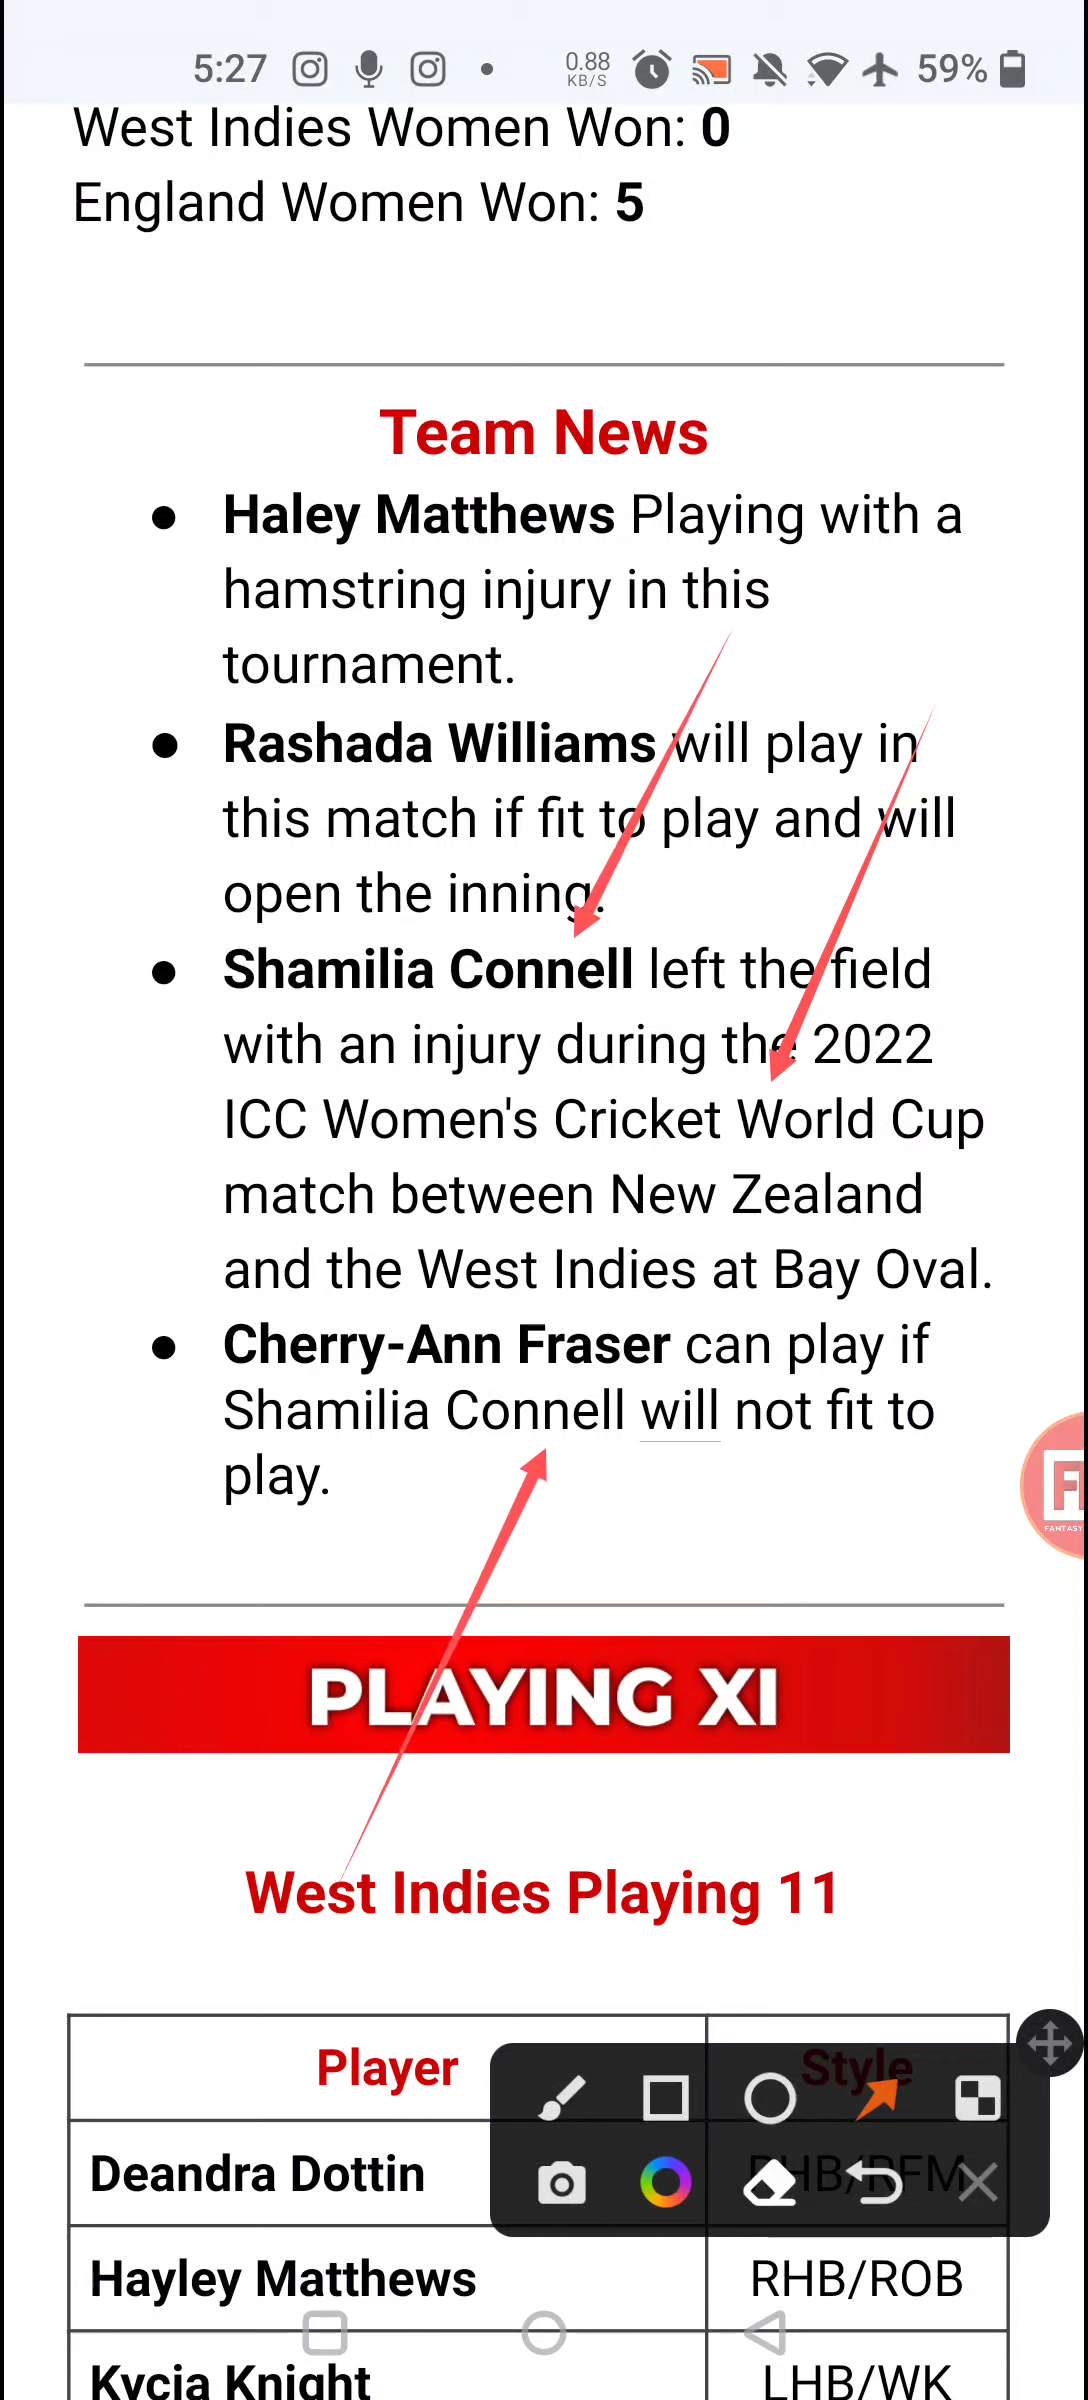 5:27 0.88 KB/S 59%
West Indies Women Won: 0
England Women Won: 5
Team News
● Haley Matthews Playing with a
hamstring injury in this
tournament.
● Rashada Williams will play in
this match if fit to play and will
open the inning.
● Shamilia Connell left the field
with an injury during the 2022
ICC Women's Cricket World Cup
match between New Zealand
and the West Indies at Bay Oval.
● Cherry-Ann Fraser can play if
Shamilia Connell will not fit to
play.
FANTASY
PLAYING XI
West Indies Playing 11
Player Style
Deandra Dottin RHB/RFM
Hayley Matthews RHB/ROB
Kycia Knight LHB/WK